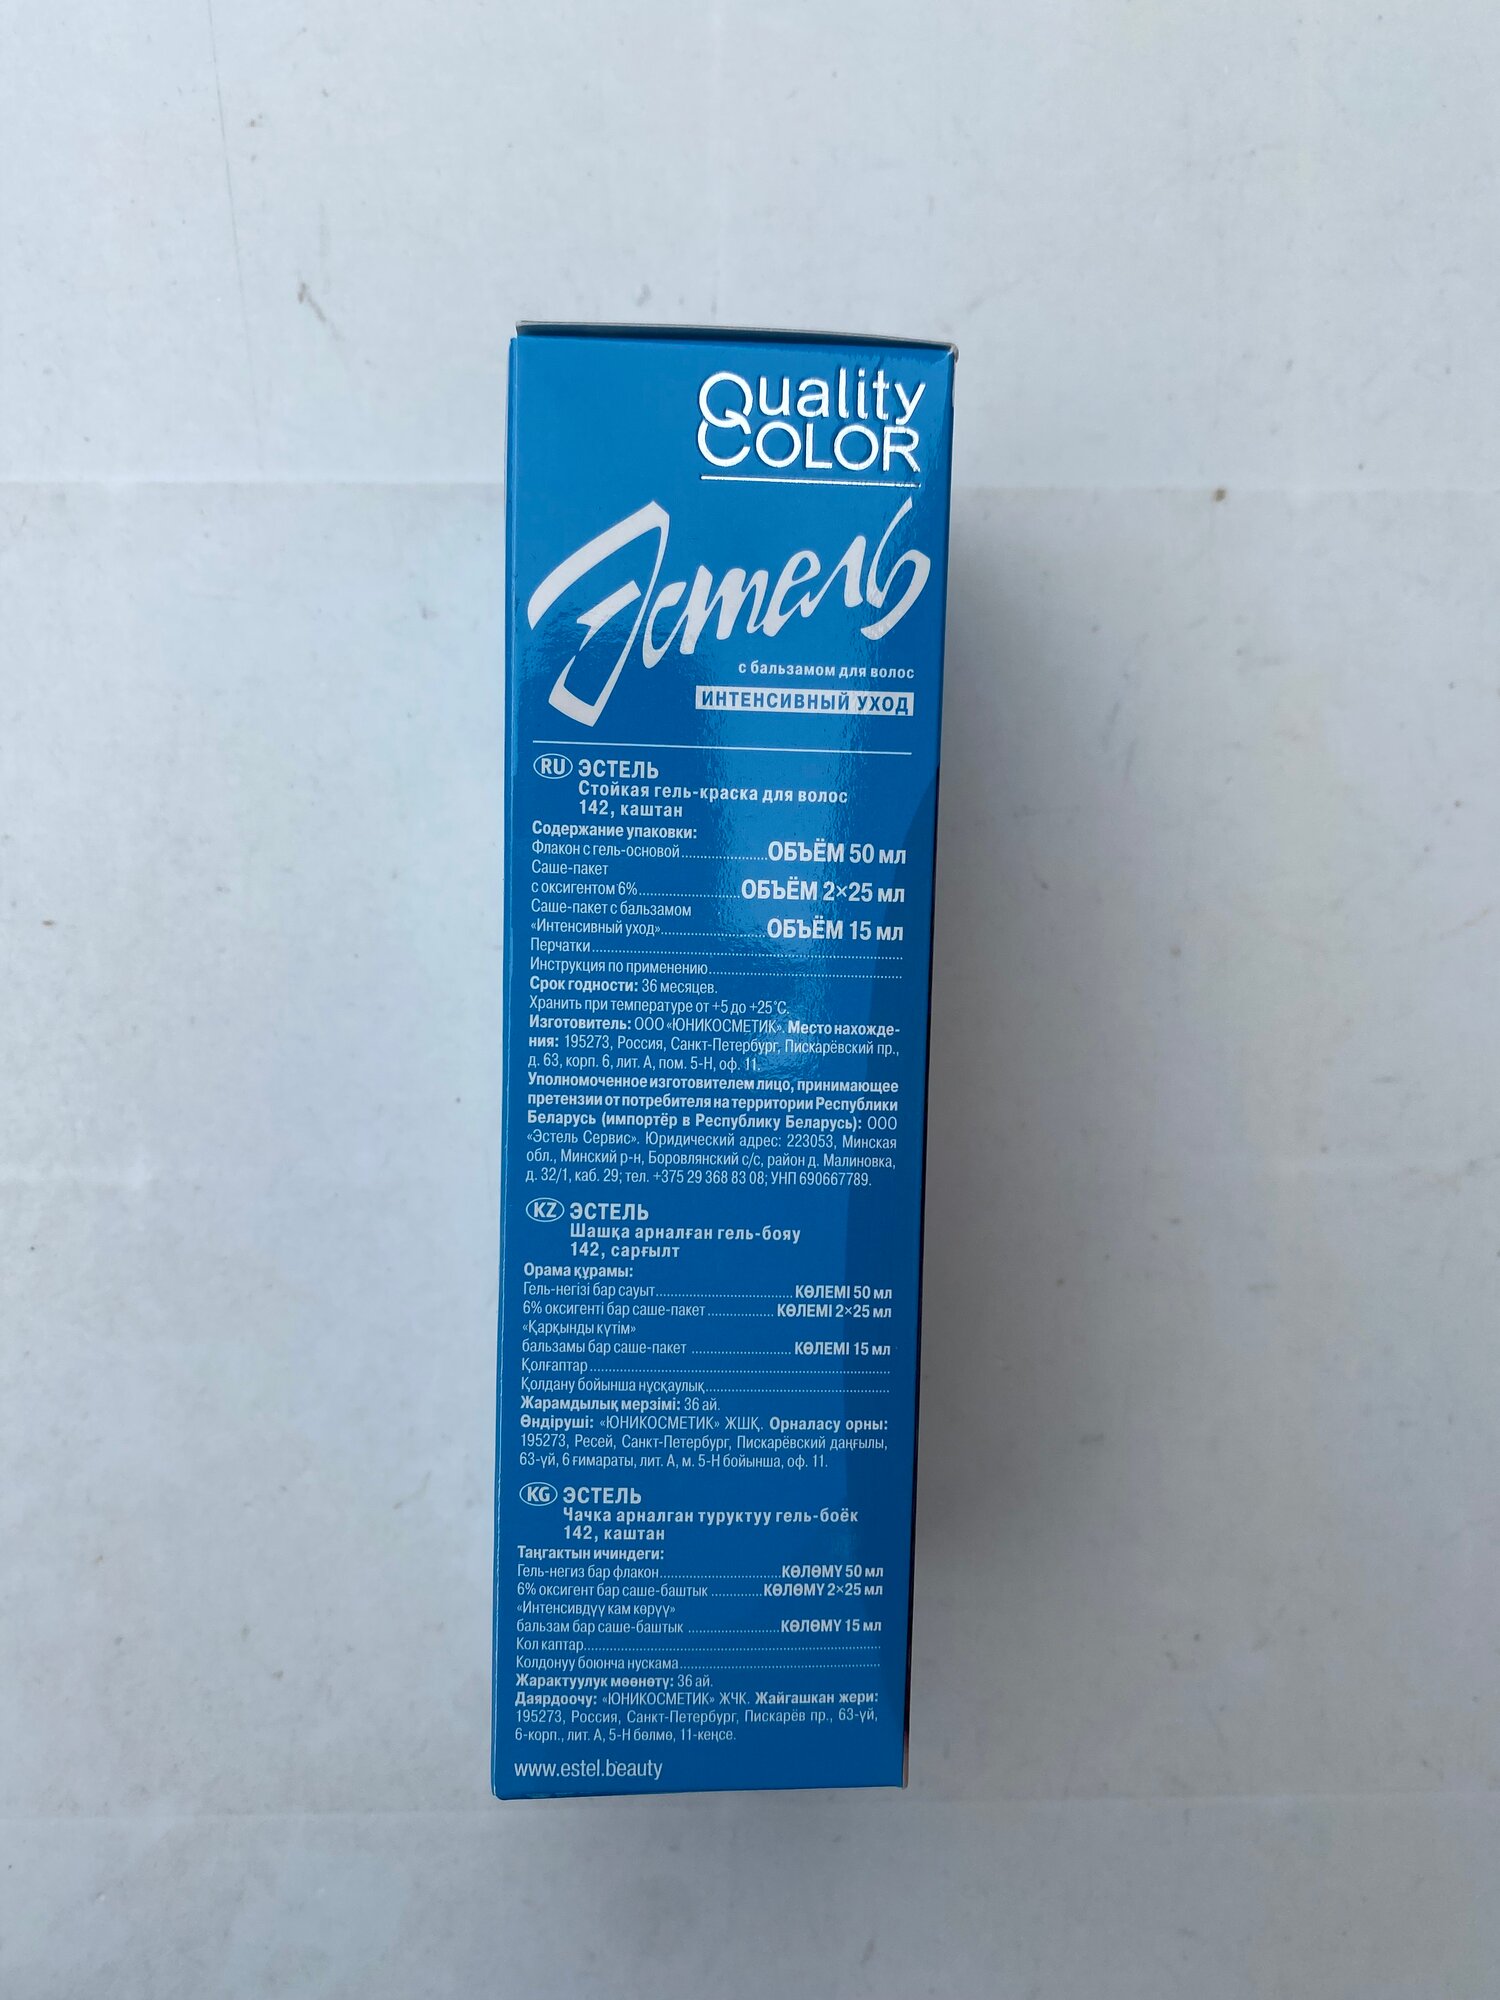 Quality
COLOR
Эстель
с бальзамом для волос
ИНТЕНСИВНЫЙ УХОД
RU ЭСТЕЛЬ
Стойкая гель-краска для волос
142, каштан
Содержание упаковки:
Флакон с гель-основой........................ОБЪЁМ 50 мл
Саше-пакет
с оксигентом 6%............................ОБЪЁМ 2×25 мл
Саше-пакет с бальзамом
«Интенсивный уход»............................ОБЪЁМ 15 мл
Перчатки........................................................................
Инструкция по применению............................................
Срок годности: 36 месяцев.
Хранить при температуре от +5 до +25˚С.
Изготовитель: ООО «ЮНИКОСМЕТИК». Место нахожде-
ния: 195273, Россия, Санкт-Петербург, Пискарёвский пр.,
д. 63, корп. 6, лит. А, пом. 5-Н, оф. 11.
Уполномоченное изготовителем лицо, принимающее
претензии от потребителя на территории Республики
Беларусь (импортёр в Республику Беларусь): ООО
«Эстель Сервис». Юридический адрес: 223053, Минская
обл., Минский р-н, Боровлянский с/с, район д. Малиновка,
д. 32/1, каб. 29; тел. +375 29 368 83 08; УНП 690667789.
KZ ЭСТЕЛЬ
Шашқа арналған гель-бояу
142, сарғылт
Орама құрамы:
Гель-негізі бар сауыт...................................КӨЛЕМІ 50 мл
6% оксигенті бар саше-пакет.................КӨЛЕМІ 2×25 мл
«Қарқынды күтім»
бальзамы бар саше-пакет .........................КӨЛЕМІ 15 мл
Қолғаптар.......................................................................
Қолдану бойынша нұсқаулық............................................
Жарамдылық мерзімі: 36 ай.
Өндіруші: «ЮНИКОСМЕТИК» ЖШҚ. Орналасу орны:
195273, Ресей, Санкт-Петербург, Пискарёвский даңғылы,
63-үй, 6 ғимараты, лит. А, м. 5-Н бойынша, оф. 11.
KG ЭСТЕЛЬ
Чачка арналган туруктуу гель-боёк
142, каштан
Таңгактын ичиндеги:
Гель-негиз бар флакон..............................КӨЛӨМҮ 50 мл
6% оксигент бар саше-баштык .............КӨЛӨМҮ 2×25 мл
«Интенсивдүү кам көрүү»
бальзам бар саше-баштык .......................КӨЛӨМҮ 15 мл
Кол каптар.......................................................................
Колдонуу боюнча нускама................................................
Жарактуулук мөөнөтү: 36 ай.
Даярдоочу: «ЮНИКОСМЕТИК» ЖЧК. Жайгашкан жери:
195273, Россия, Санкт-Петербург, Пискарёв пр., 63-үй,
6-корп., лит. А, 5-Н бөлмө, 11-кеңсе.
www.estel.beauty